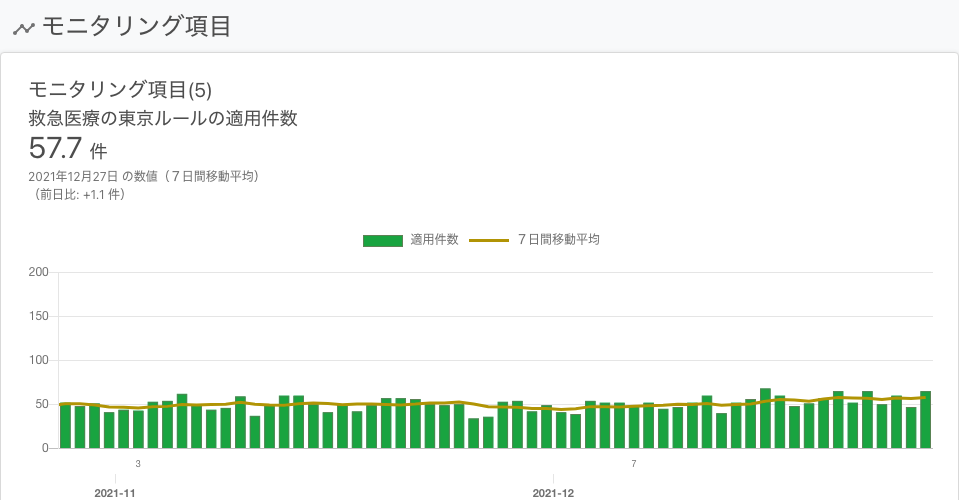 モニタリング項目
モニタリング項目(5)
救急医療の東京ルールの適用件数
57.7 件
2021年12月27日 の数値（７日間移動平均）
（前日比: +1.1 件）
適用件数 ７日間移動平均
200
150
100
50
0
3 7
2021-11 2021-12